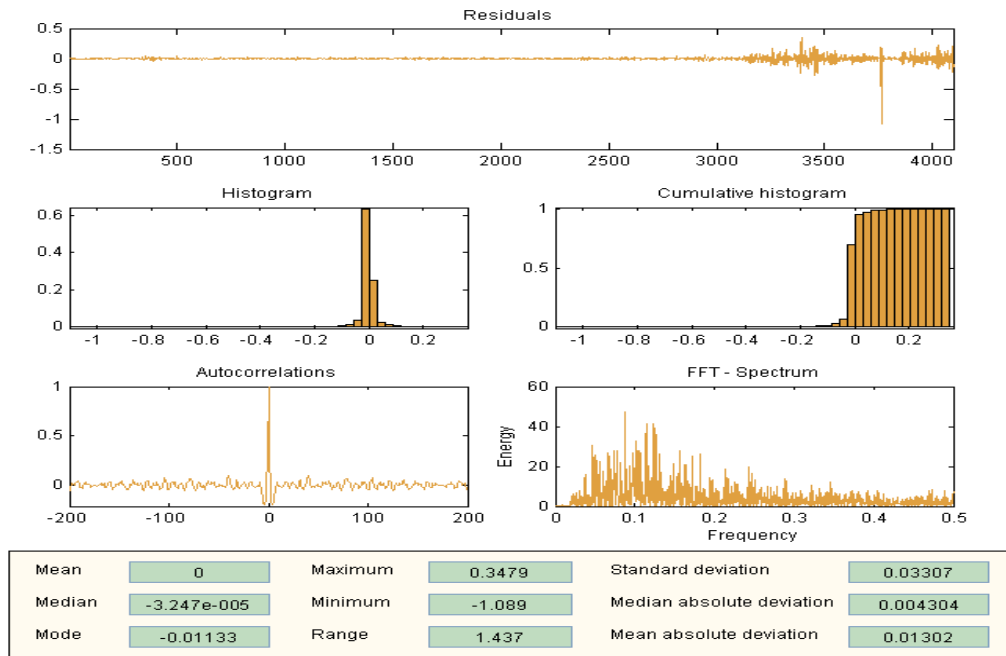 Residuals
0.5
0
-0.5
-1
-1.5
500 1000 1500 2000 2500 3000 3500 4000
Histogram
0.6
0.4
0.2
0
-1 -0.8 -0.6 -0.4 -0.2 0 0.2
Cumulative histogram
1
0.5
0
-1 -0.8 -0.6 -0.4 -0.2 0 0.2
Autocorrelations
1
0.5
0
-200 -100 0 100 200
FFT - Spectrum
Energy
60
40
20
0
0 0.1 0.2 0.3 0.4 0.5
Frequency
Mean 0 Maximum 0.3479 Standard deviation 0.03307
Median -3.247e-005 Minimum -1.089 Median absolute deviation 0.004304
Mode -0.01133 Range 1.437 Mean absolute deviation 0.01302